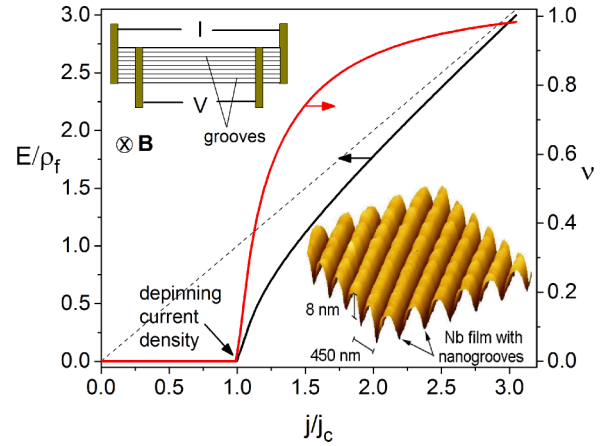 3.0
2.5
2.0
1.5
1.0
0.5
0.0
E/ρf
I
V
grooves
B
1.0
0.8
0.6
0.4
0.2
0.0
ν
depinning
current
density
8 nm
450 nm
Nb film with
nanogrooves
0.0 0.5 1.0 1.5 2.0 2.5 3.0
j/jc